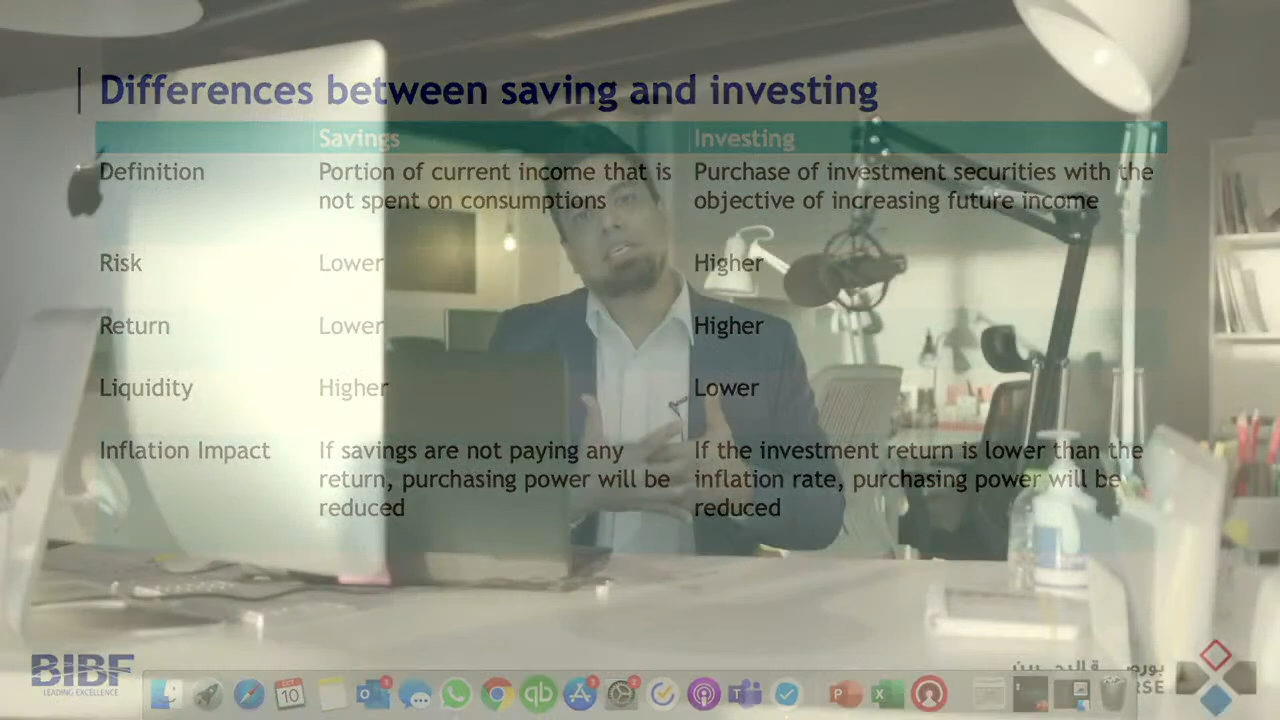 Differences between saving and investing
Savings
Investing
Definition
Portion of current income that is
not spent on consumptions
Purchase of investment securities with the
objective of increasing future income
Risk
Lower
Higher
Return
Lower
Higher
Liquidity
Higher
Lower
Inflation Impact
If savings are not paying any
return, purchasing power will be
reduced
If the investment return is lower than the
inflation rate, purchasing power will be
reduced
BIBF
LEADING EXCELLENCE
OCT
10
qb
P
X